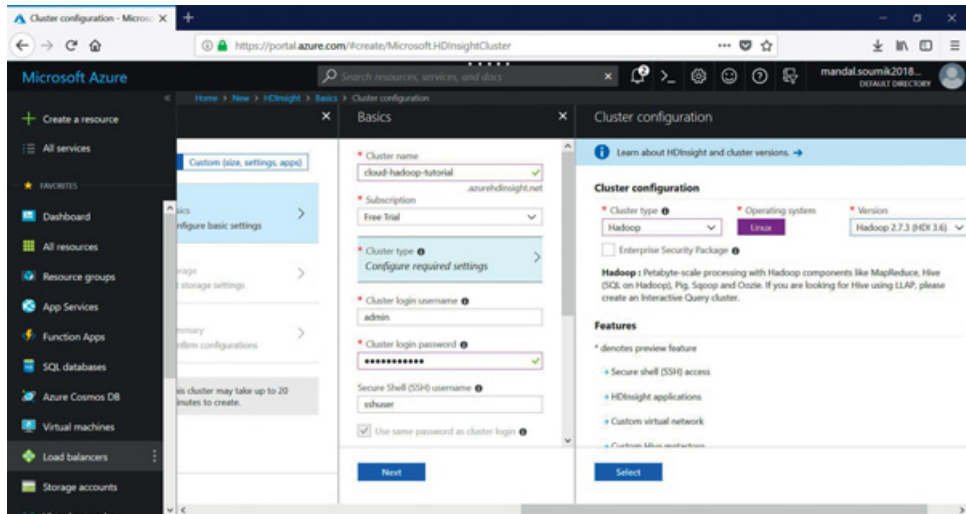 Cluster configuration - Micros
https://portal.azure.com/#create/Microsoft.HDInsightCluster
Microsoft Azure
Search resources, services, and docs
mandal.soumik2018...
DEFAULT DIRECTORY
Home > New > HDInsight > Basics > Cluster configuration
Create a resource
All services
FAVORITES
Dashboard
All resources
Resource groups
App Services
Function Apps
SQL databases
Azure Cosmos DB
Virtual machines
Load balancers
Storage accounts
Custom (size, settings, apps)
sics
nfigure basic settings
rage
t storage settings
mmary
nfirm configurations
is cluster may take up to 20
inutes to create.
Basics
* Cluster name
cloud-hadoop-tutorial
.azurehdinsight.net
* Subscription
Free Trial
* Cluster type
Configure required settings
* Cluster login username
admin
* Cluster login password
Secure Shell (SSH) username
sshuser
Use same password as cluster login
Next
Cluster configuration
Learn about HDInsight and cluster versions.
Cluster configuration
* Cluster type
* Operating system
* Version
Hadoop
Linux
Hadoop 2.7.3 (HDI 3.6)
Enterprise Security Package
Hadoop : Petabyte-scale processing with Hadoop components like MapReduce, Hive
(SQL on Hadoop), Pig, Sqoop and Oozie. If you are looking for Hive using LLAP, please
create an Interactive Query cluster.
Features
* denotes preview feature
+ Secure shell (SSH) access
+ HDInsight applications
+ Custom virtual network
+ Custom Hive metastore
Select